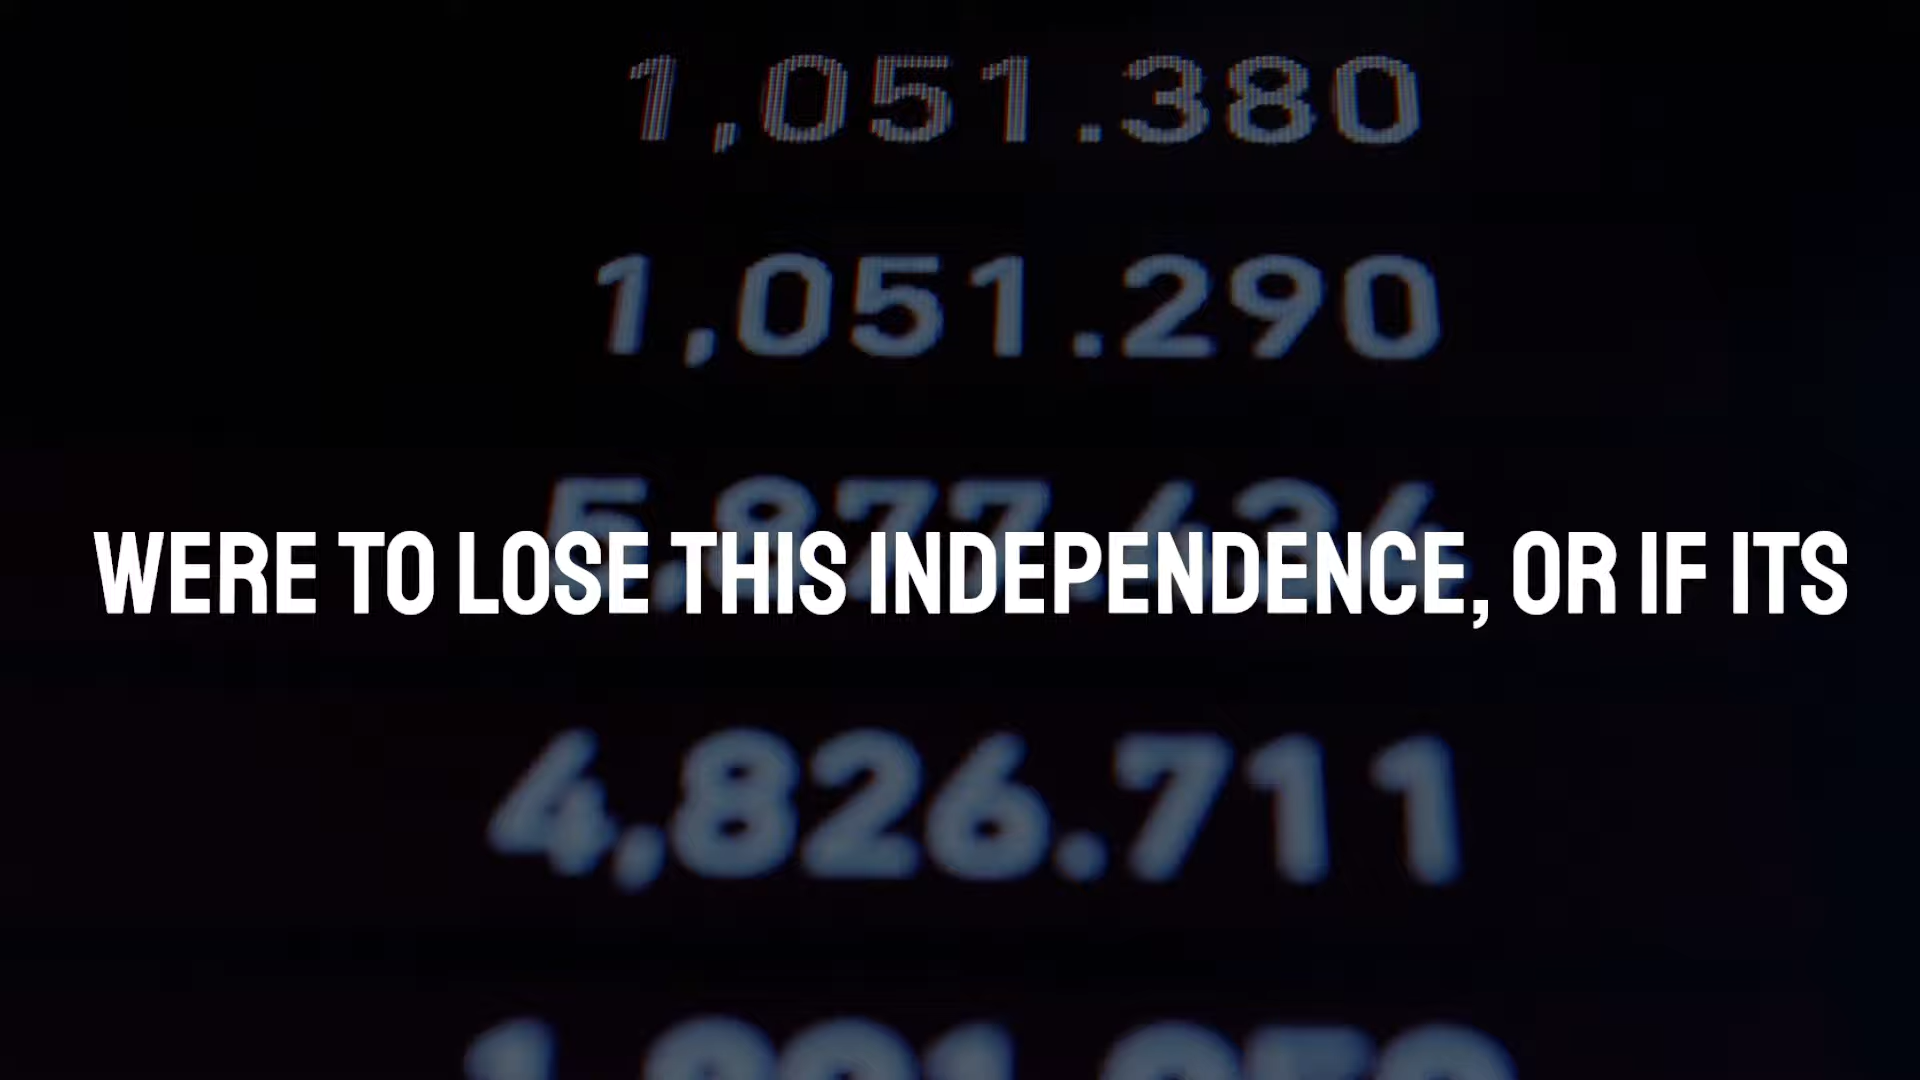 1,051.380
1,051.290
WERE TO LOSE THIS INDEPENDENCE, OR IF ITS
4,826.711